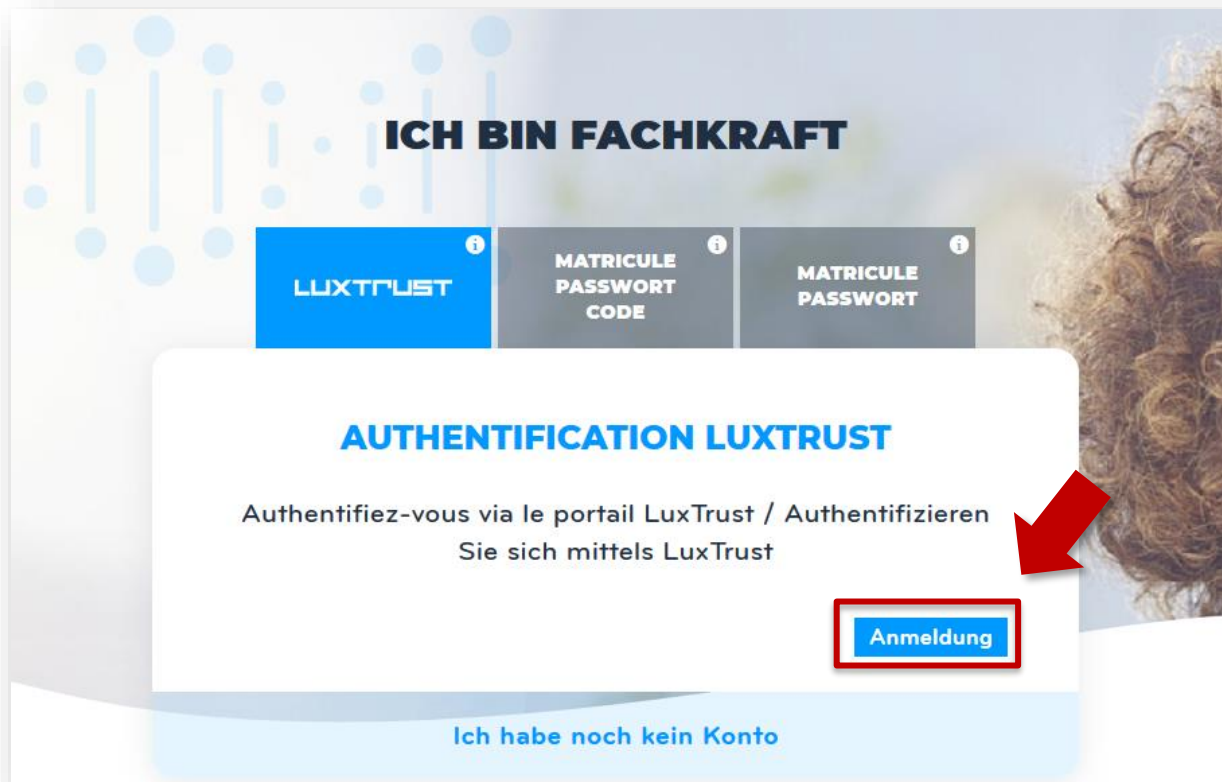 ICH BIN FACHKRAFT
LUXTRUST
MATRICULE
PASSWORT
CODE
MATRICULE
PASSWORT
AUTHENTIFICATION LUXTRUST
Authentifiez-vous via le portail LuxTrust / Authentifizieren
Sie sich mittels LuxTrust
Anmeldung
Ich habe noch kein Konto